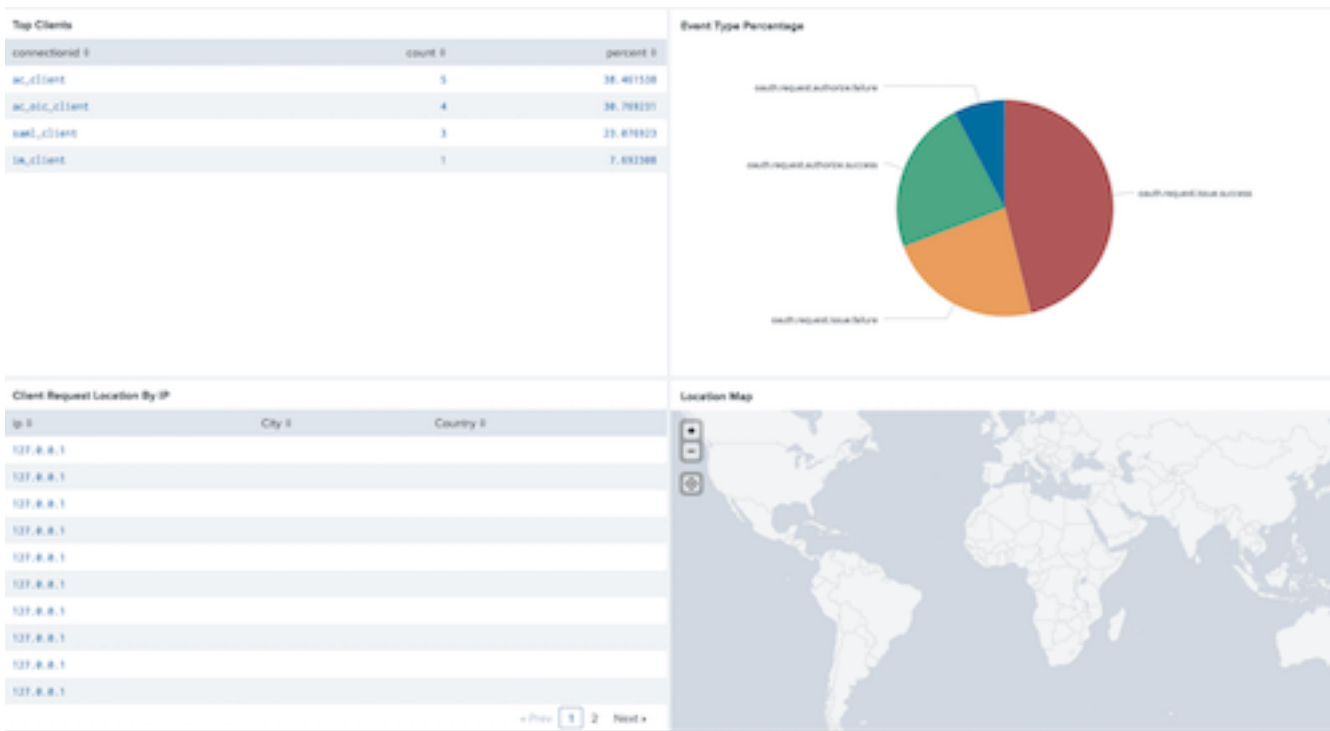 Top Clients
connectionid count percent
ac_client 5 38.461538
ac_oic_client 4 30.769231
saml_client 3 23.076923
im_client 1 7.692308
Event Type Percentage
oauth.request.authorize.failure
oauth.request.authorize.success
oauth.request.issue.success
oauth.request.issue.failure
Client Request Location By IP
ip City Country
127.0.0.1
127.0.0.1
127.0.0.1
127.0.0.1
127.0.0.1
127.0.0.1
127.0.0.1
127.0.0.1
127.0.0.1
127.0.0.1
« Prev 1 2 Next »
Location Map
+
−